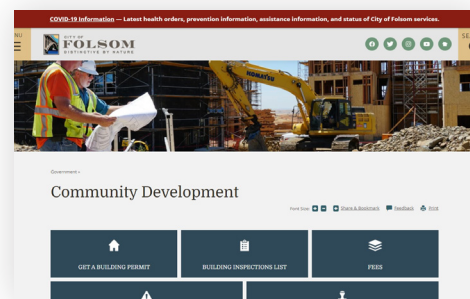 COVID-19 Information — Latest health orders, prevention information, assistance information, and status of City of Folsom services.
NU
CITY OF
FOLSOM
DISTINCTIVE BY NATURE
SE
KOMATSU
Government »
Community Development
Font Size: + - + Share & Bookmark Feedback Print
GET A BUILDING PERMIT
BUILDING INSPECTIONS LIST
FEES